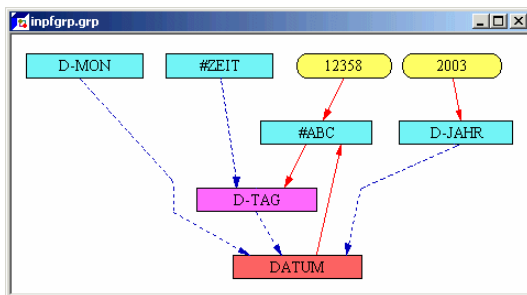 inpfgrp.grp
D-MON
#ZEIT
12358
2003
#ABC
D-JAHR
D-TAG
DATUM